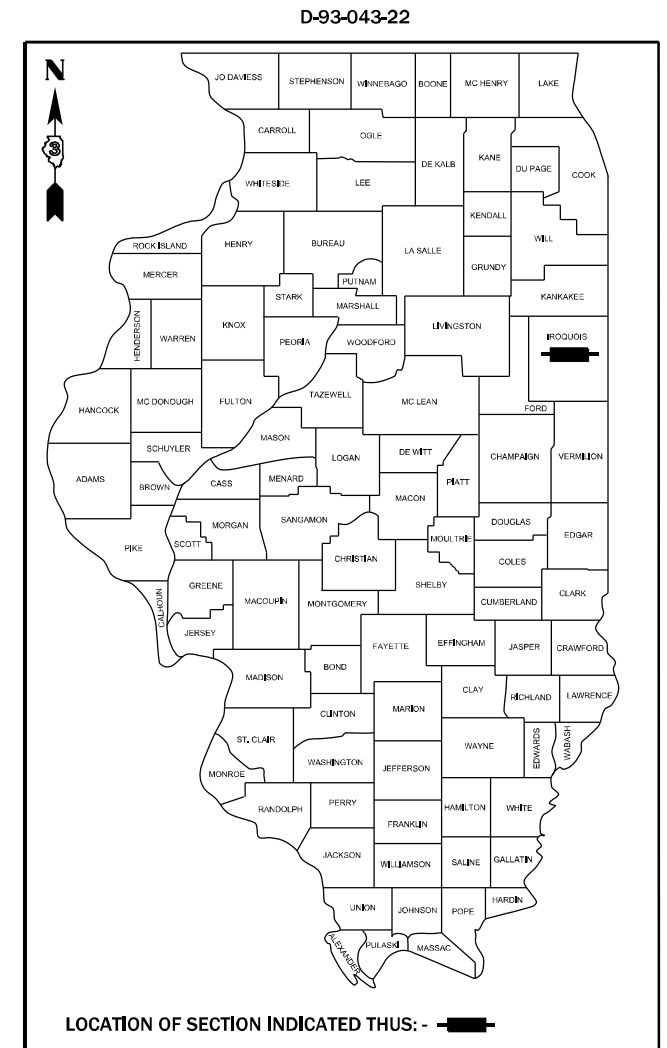 D-93-043-22
N
3
JO DAVIESS
STEPHENSON
WINNEBAGO
BOONE
MC HENRY
LAKE
CARROLL
OGLE
DE KALB
KANE
DU PAGE
COOK
WHITESIDE
LEE
KENDALL
WILL
ROCK ISLAND
HENRY
BUREAU
LA SALLE
GRUNDY
MERCER
PUTNAM
KANKAKEE
STARK
MARSHALL
HENDERSON
WARREN
KNOX
PEORIA
WOODFORD
LIVINGSTON
IROQUOIS
HANCOCK
MC DONOUGH
FULTON
TAZEWELL
MC LEAN
FORD
MASON
SCHUYLER
LOGAN
DE WITT
CHAMPAIGN
VERMILION
ADAMS
BROWN
CASS
MENARD
PIATT
MACON
MORGAN
SANGAMON
DOUGLAS
PIKE
SCOTT
CHRISTIAN
MOULTRIE
COLES
EDGAR
GREENE
SHELBY
CALHOUN
MACOUPIN
MONTGOMERY
CUMBERLAND
CLARK
JERSEY
FAYETTE
EFFINGHAM
JASPER
CRAWFORD
MADISON
BOND
CLAY
RICHLAND
LAWRENCE
CLINTON
MARION
ST. CLAIR
WAYNE
EDWARDS
WABASH
MONROE
WASHINGTON
JEFFERSON
RANDOLPH
PERRY
HAMILTON
WHITE
FRANKLIN
JACKSON
WILLIAMSON
SALINE
GALLATIN
UNION
JOHNSON
POPE
HARDIN
ALEXANDER
PULASKI
MASSAC
LOCATION OF SECTION INDICATED THUS: -